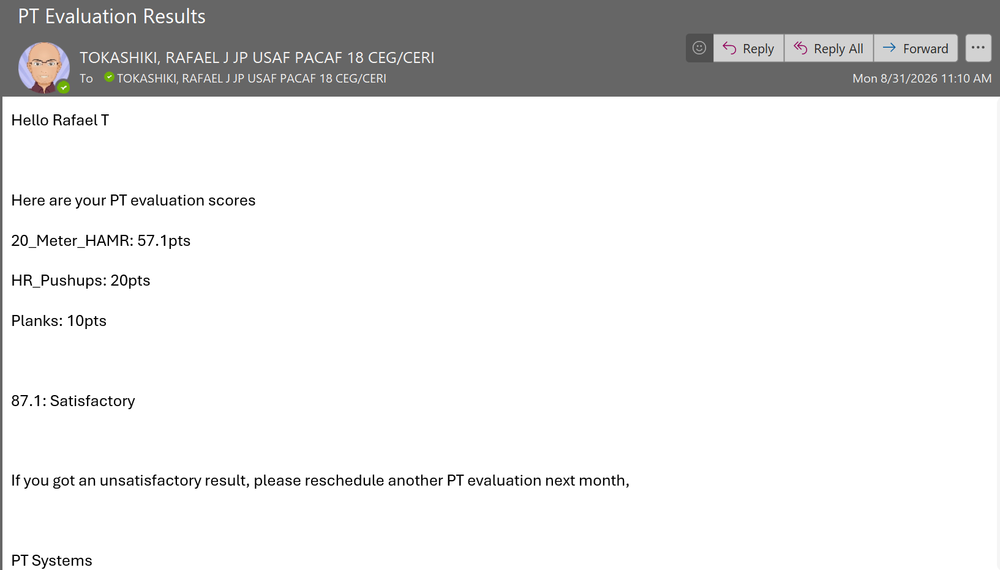 PT Evaluation Results
TOKASHIKI, RAFAEL J JP USAF PACAF 18 CEG/CERI
To TOKASHIKI, RAFAEL J JP USAF PACAF 18 CEG/CERI
Reply
Reply All
Forward
Mon 8/31/2026 11:10 AM
Hello Rafael T
Here are your PT evaluation scores
20_Meter_HAMR: 57.1pts
HR_Pushups: 20pts
Planks: 10pts
87.1: Satisfactory
If you got an unsatisfactory result, please reschedule another PT evaluation next month,
PT Systems